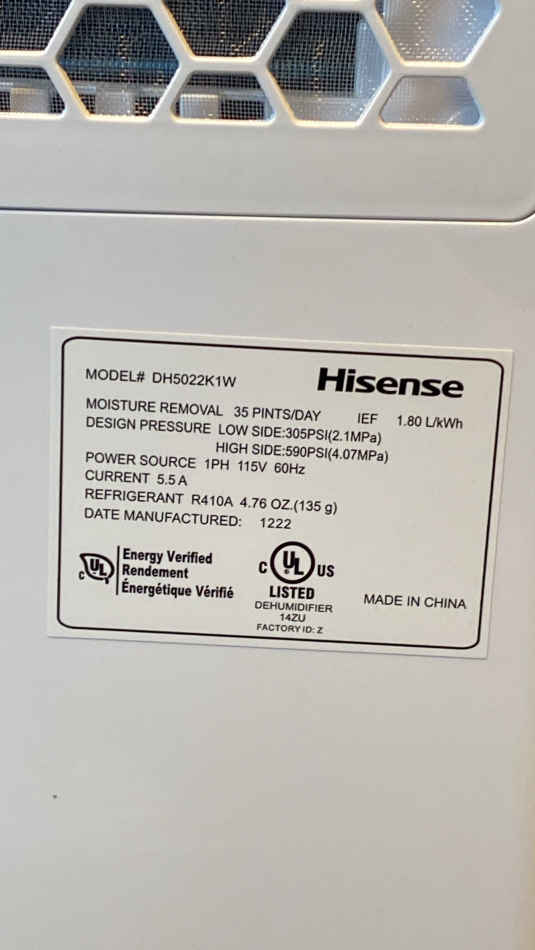 Hisense
MODEL# DH5022K1W
MOISTURE REMOVAL 35 PINTS/DAY IEF 1.80 L/kWh
DESIGN PRESSURE LOW SIDE:305PSI(2.1MPa)
HIGH SIDE:590PSI(4.07MPa)
POWER SOURCE 1PH 115V 60Hz
CURRENT 5.5 A
REFRIGERANT R410A 4.76 OZ.(135 g)
DATE MANUFACTURED: 1222
C UL
Energy Verified
Rendement
Énergétique Vérifié
C UL US
LISTED
DEHUMIDIFIER
14ZU
FACTORY ID: Z
MADE IN CHINA